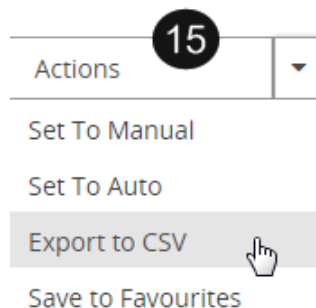 15
Actions
Set To Manual
Set To Auto
Export to CSV
Save to Favourites